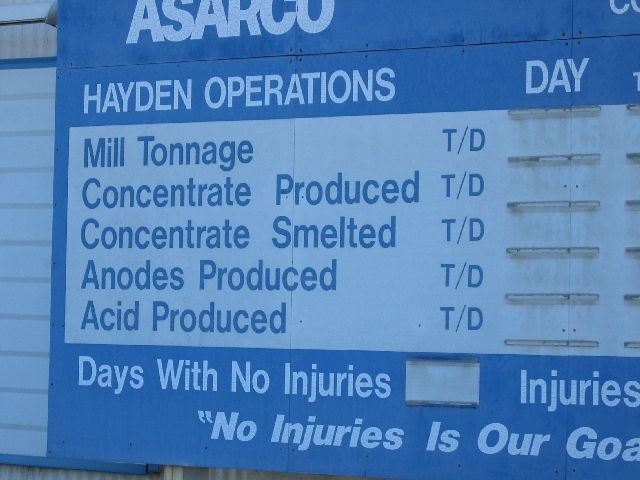 ASARCO
HAYDEN OPERATIONS DAY
Mill Tonnage T/D
Concentrate Produced T/D
Concentrate Smelted T/D
Anodes Produced T/D
Acid Produced T/D
Days With No Injuries Injuries
"No Injuries Is Our Goa